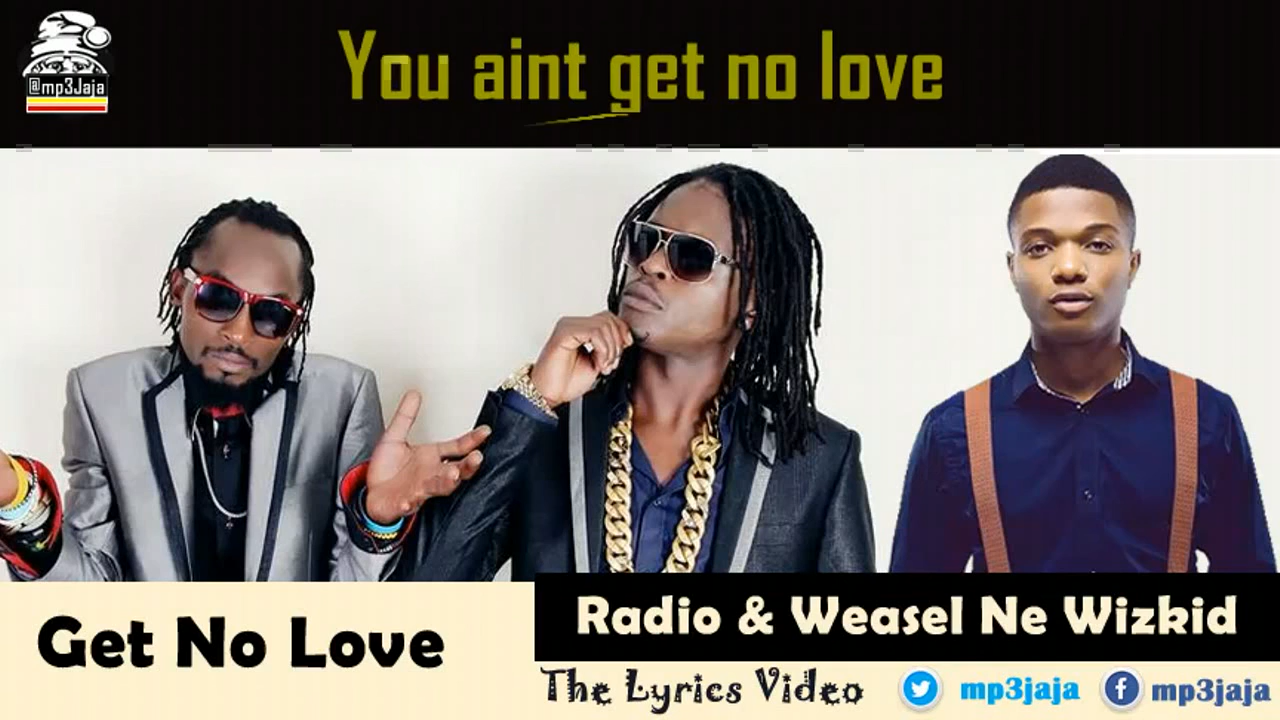 @mp3Jaja
You aint get no love
Get No Love
Radio & Weasel Ne Wizkid
The Lyrics Video
mp3jaja
mp3jaja